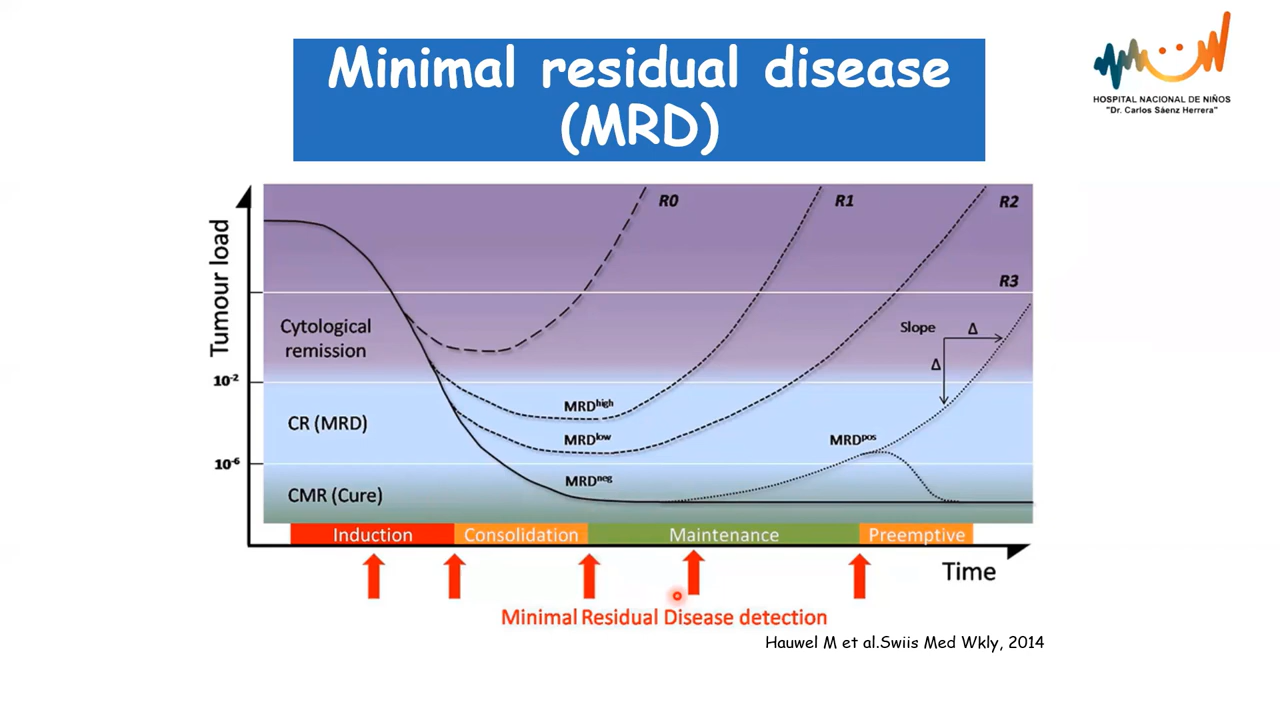 Minimal residual disease
(MRD)
HOSPITAL NACIONAL DE NIÑOS
"Dr. Carlos Sáenz Herrera"
Tumour load
R0
R1
R2
R3
Cytological
remission
Slope
Δ
Δ
10-2
CR (MRD)
MRDhigh
MRDlow
MRDpos
10-6
CMR (Cure)
MRDneg
Induction
Consolidation
Maintenance
Preemptive
Time
Minimal Residual Disease detection
Hauwel M et al.Swiis Med Wkly, 2014